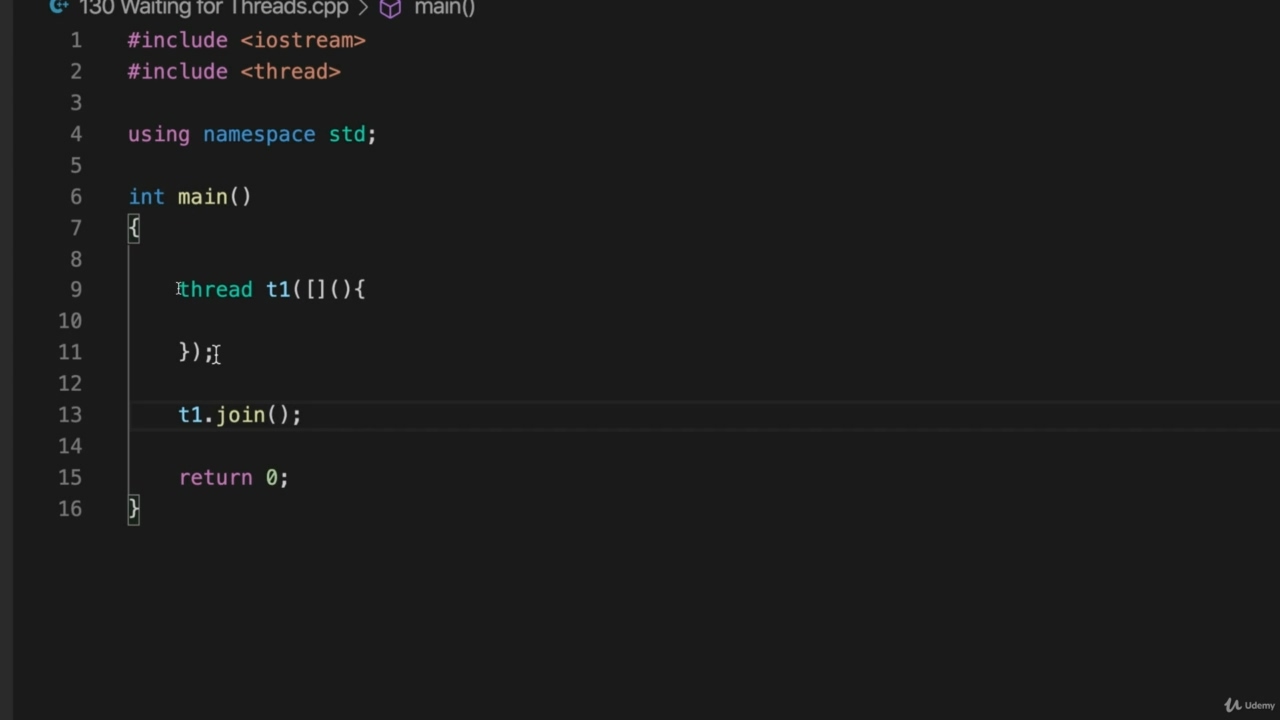 130 Waiting for Threads.cpp > main()
1 #include <iostream>
2 #include <thread>
3
4 using namespace std;
5
6 int main()
7 {
8
9 thread t1([](){
10
11 });
12
13 t1.join();
14
15 return 0;
16 }
Udemy